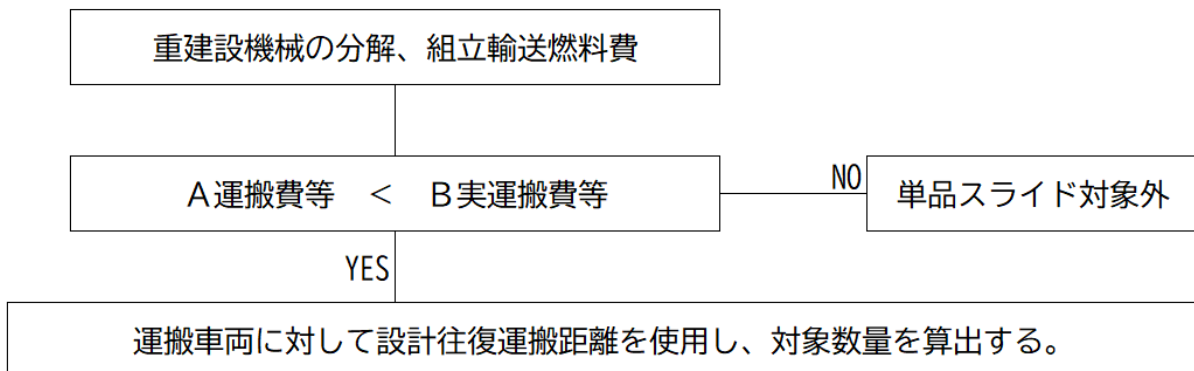 重建設機械の分解、組立輸送燃料費
A運搬費等 < B実運搬費等
NO
単品スライド対象外
YES
運搬車両に対して設計往復運搬距離を使用し、対象数量を算出する。